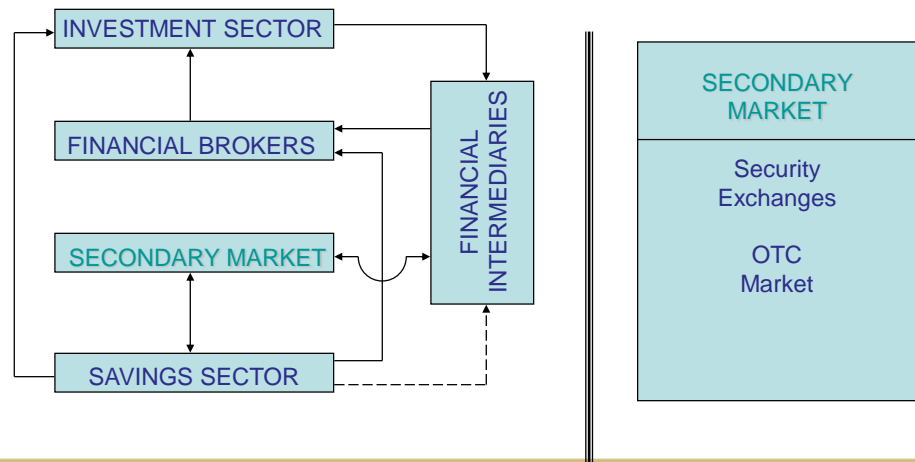 INVESTMENT SECTOR
FINANCIAL BROKERS
SECONDARY MARKET
SAVINGS SECTOR
FINANCIAL
INTERMEDIARIES
SECONDARY
MARKET
Security
Exchanges
OTC
Market